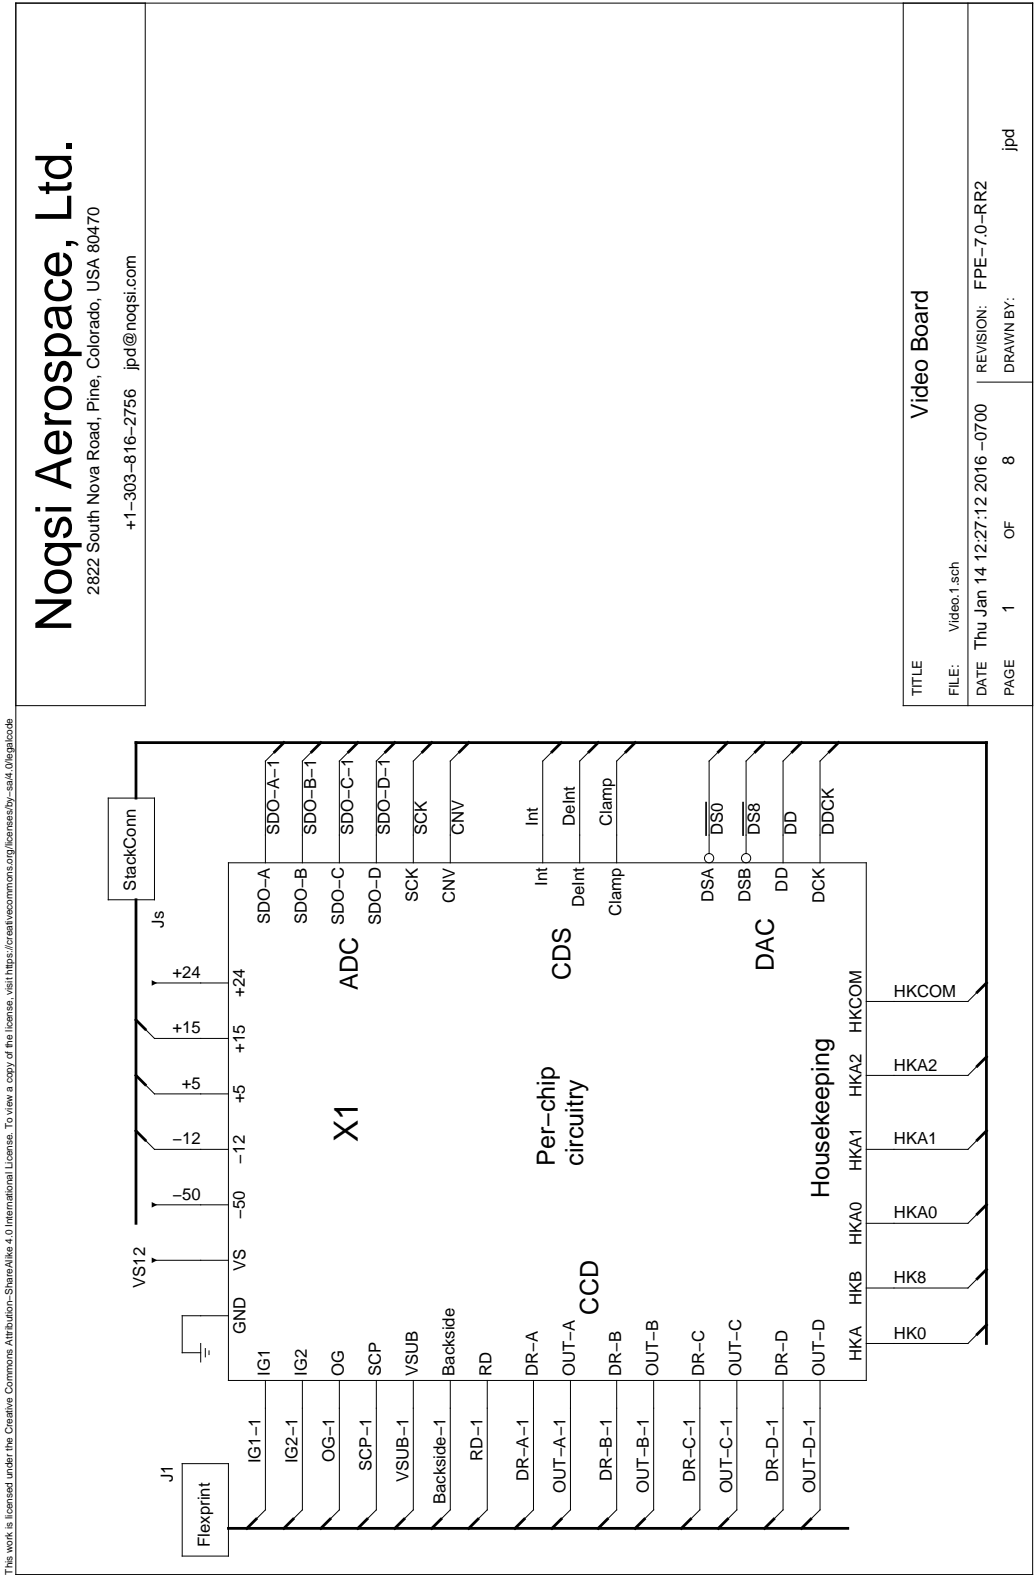 This work is licensed under the Creative Commons Attribution−ShareAlike 4.0 International License. To view a copy of the license, visit https://creativecommons.org/licenses/by−sa/4.0/legalcode
Noqsi Aerospace, Ltd.
2822 South Nova Road, Pine, Colorado, USA 80470
+1−303−816−2756 jpd@noqsi.com
J1
Flexprint
StackConn
Js
VS12
−50
−12
+5
+15
+24
GND
VS
−50
−12
+5
+15
+24
IG1−1
IG2−1
OG−1
SCP−1
VSUB−1
Backside−1
RD−1
DR−A−1
OUT−A−1
DR−B−1
OUT−B−1
DR−C−1
OUT−C−1
DR−D−1
OUT−D−1
IG1
IG2
OG
SCP
VSUB
Backside
RD
DR−A
OUT−A
DR−B
OUT−B
DR−C
OUT−C
DR−D
OUT−D
CCD
X1
Per−chip
circuitry
Housekeeping
ADC
CDS
DAC
SDO−A
SDO−B
SDO−C
SDO−D
SCK
CNV
Int
DeInt
Clamp
DSA
DSB
DD
DCK
SDO−A−1
SDO−B−1
SDO−C−1
SDO−D−1
SCK
CNV
Int
DeInt
Clamp
DS0
DS8
DD
DDCK
HKA
HKB
HKA0
HKA1
HKA2
HKCOM
HK0
HK8
HKA0
HKA1
HKA2
HKCOM
TITLE
Video Board
FILE: Video.1.sch
DATE Thu Jan 14 12:27:12 2016 −0700
REVISION: FPE−7.0−RR2
PAGE 1 OF 8
DRAWN BY: jpd